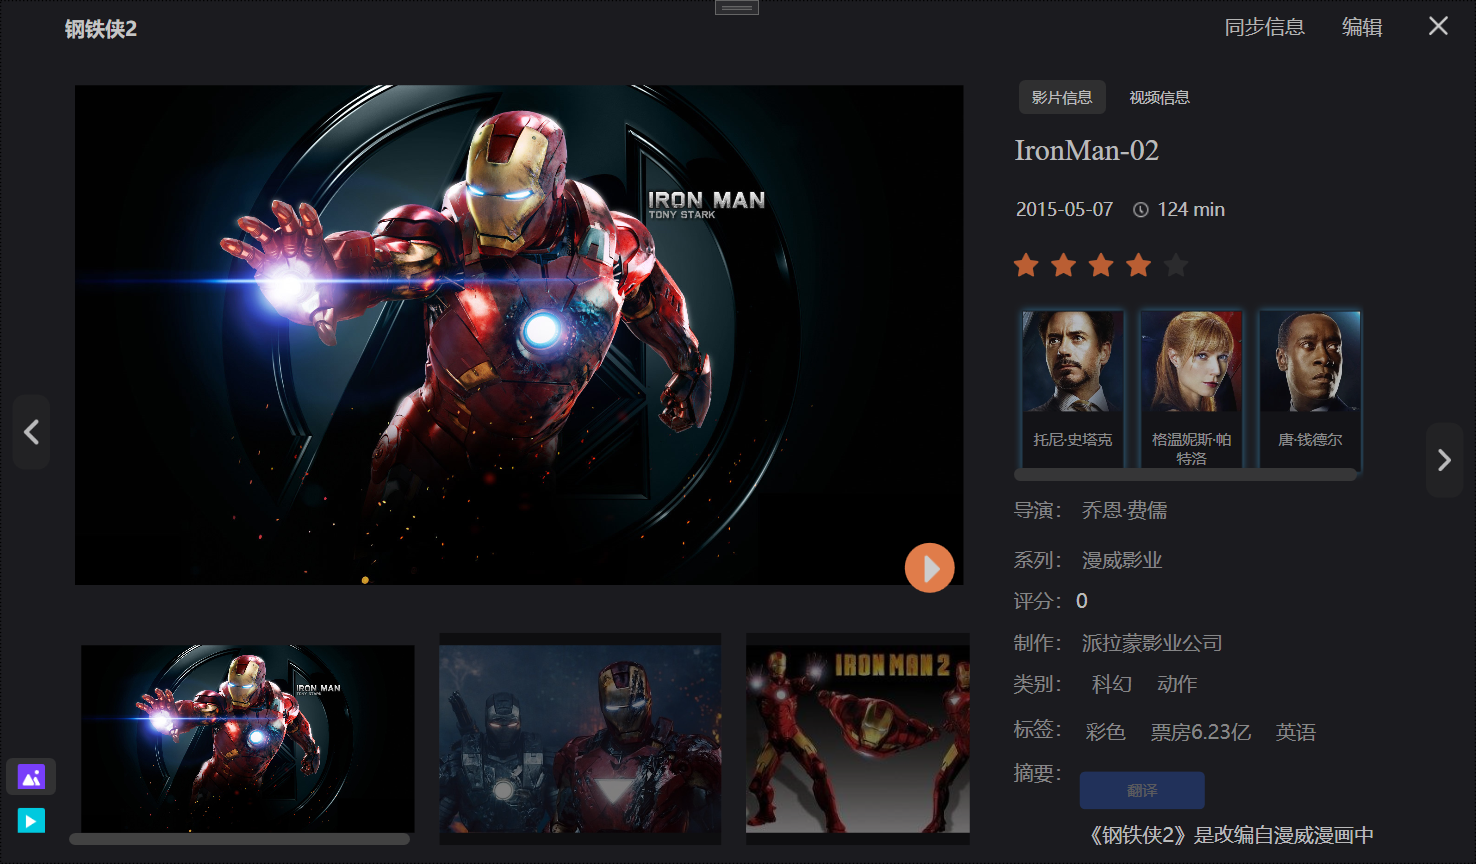 钢铁侠2
同步信息 编辑
影片信息 视频信息
IronMan-02
2015-05-07 124 min
IRON MAN
TONY STARK
托尼·史塔克
格温妮斯·帕
特洛
唐·钱德尔
导演： 乔恩·费儒
系列： 漫威影业
评分： 0
制作： 派拉蒙影业公司
类别： 科幻 动作
标签： 彩色 票房6.23亿 英语
摘要：
翻译
《钢铁侠2》是改编自漫威漫画中
IRON MAN
TONY STARK
IRON MAN 2